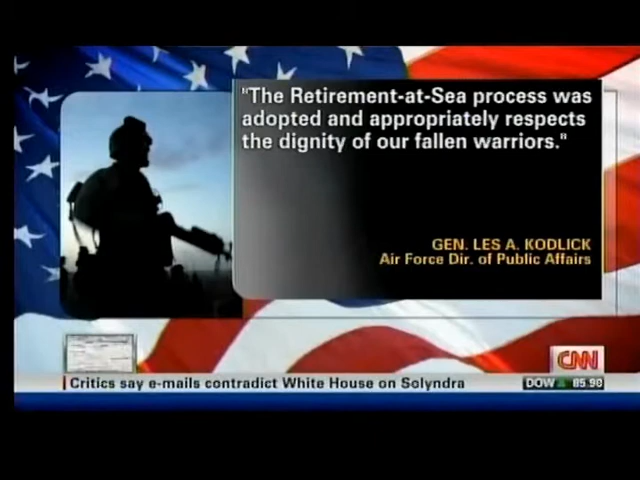 "The Retirement-at-Sea process was
adopted and appropriately respects
the dignity of our fallen warriors."
GEN. LES A. KODLICK
Air Force Dir. of Public Affairs
CNN
Critics say e-mails contradict White House on Solyndra
DOW ▲ 85.90